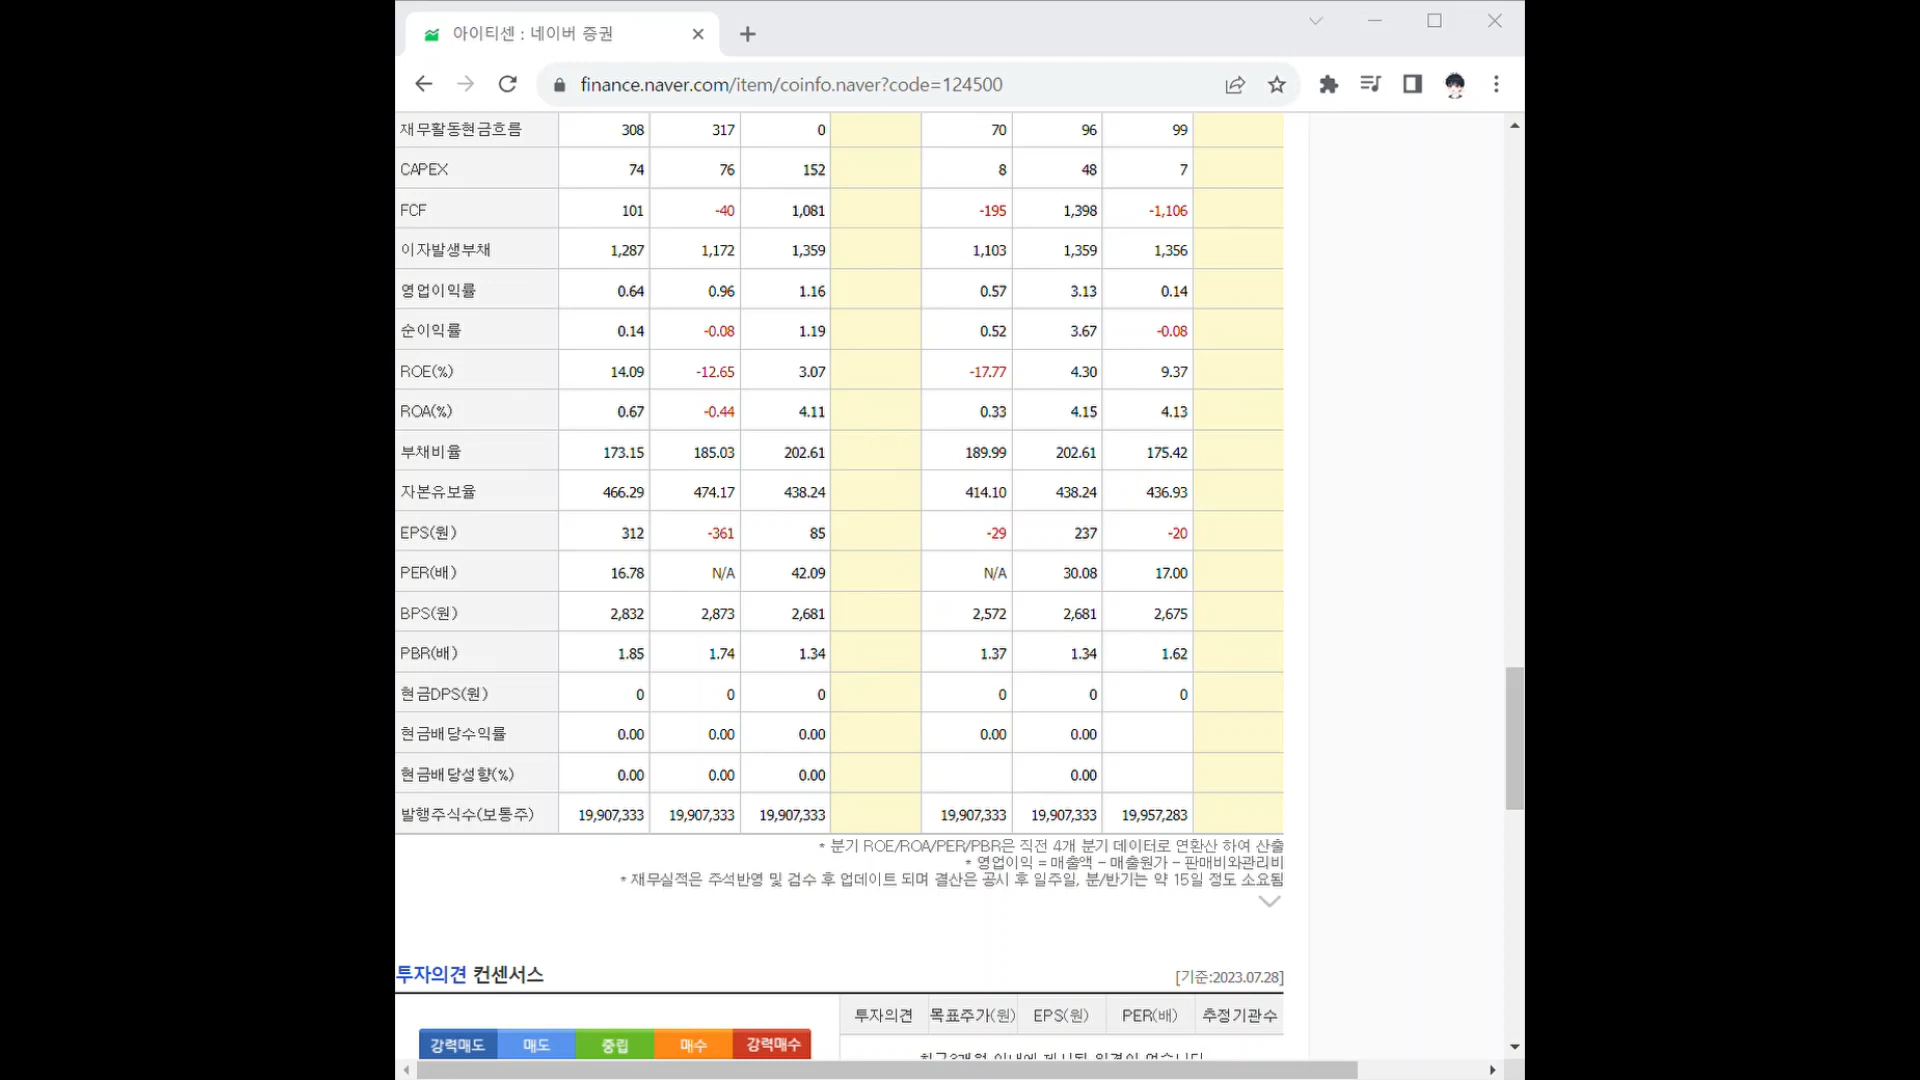 아이티센 : 네이버 증권
finance.naver.com/item/coinfo.naver?code=124500
재무활동현금흐름 308 317 0 70 96 99
CAPEX 74 76 152 8 48 7
FCF 101 -40 1,081 -195 1,398 -1,106
이자발생부채 1,287 1,172 1,359 1,103 1,359 1,356
영업이익률 0.64 0.96 1.16 0.57 3.13 0.14
순이익률 0.14 -0.08 1.19 0.52 3.67 -0.08
ROE(%) 14.09 -12.65 3.07 -17.77 4.30 9.37
ROA(%) 0.67 -0.44 4.11 0.33 4.15 4.13
부채비율 173.15 185.03 202.61 189.99 202.61 175.42
자본유보율 466.29 474.17 438.24 414.10 438.24 436.93
EPS(원) 312 -361 85 -29 237 -20
PER(배) 16.78 N/A 42.09 N/A 30.08 17.00
BPS(원) 2,832 2,873 2,681 2,572 2,681 2,675
PBR(배) 1.85 1.74 1.34 1.37 1.34 1.62
현금DPS(원) 0 0 0 0 0 0
현금배당수익률 0.00 0.00 0.00 0.00 0.00
현금배당성향(%) 0.00 0.00 0.00 0.00
발행주식수(보통주) 19,907,333 19,907,333 19,907,333 19,907,333 19,907,333 19,957,283
* 분기 ROE/ROA/PER/PBR은 직전 4개 분기 데이터로 연환산 하여 산출
* 영업이익 = 매출액 - 매출원가 - 판매비와관리비
* 재무실적은 주석반영 및 검수 후 업데이트 되며 결산은 공시 후 일주일, 분/반기는 약 15일 정도 소요됨
투자의견 컨센서스 [기준:2023.07.28]
투자의견 목표주가(원) EPS(원) PER(배) 추정기관수
강력매도 매도 중립 매수 강력매수